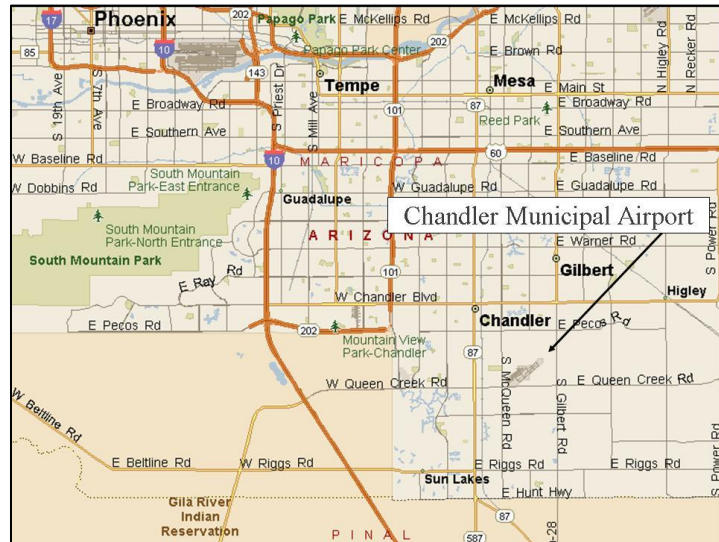 17
Phoenix
202
Papago Park
E McKellips Rd
E McKellips Rd
202
Papago Park Center
E Brown Rd
10
85
143
N Higley Rd
N Recker Rd
S 19th Ave
S 7th Ave
S Priest Dr
S Mill Ave
Tempe
Mesa
E Main St
101
87
E Broadway Rd
E Broadway Rd
Reed Park
E Southern Ave
E Southern Ave
W Baseline Rd
10
MARICOPA
60
E Baseline Rd
South Mountain
Park-East Entrance
W Dobbins Rd
Guadalupe
W Guadalupe Rd
E Guadalupe Rd
South Mountain
Park-North Entrance
Chandler Municipal Airport
ARIZONA
E Warner Rd
S Power Rd
South Mountain Park
Gilbert
E Ray Rd
101
W Chandler Blvd
Higley
Chandler
E Pecos Rd
202
Mountain View
Park-Chandler
E Pecos Rd
87
S McQueen Rd
S Gilbert Rd
W Queen Creek Rd
E Queen Creek Rd
W Beltline Rd
E Beltline Rd
W Riggs Rd
E Riggs Rd
S Power Rd
Sun Lakes
E Hunt Hwy
Gila River
Indian
Reservation
87
PINAL
587
-28